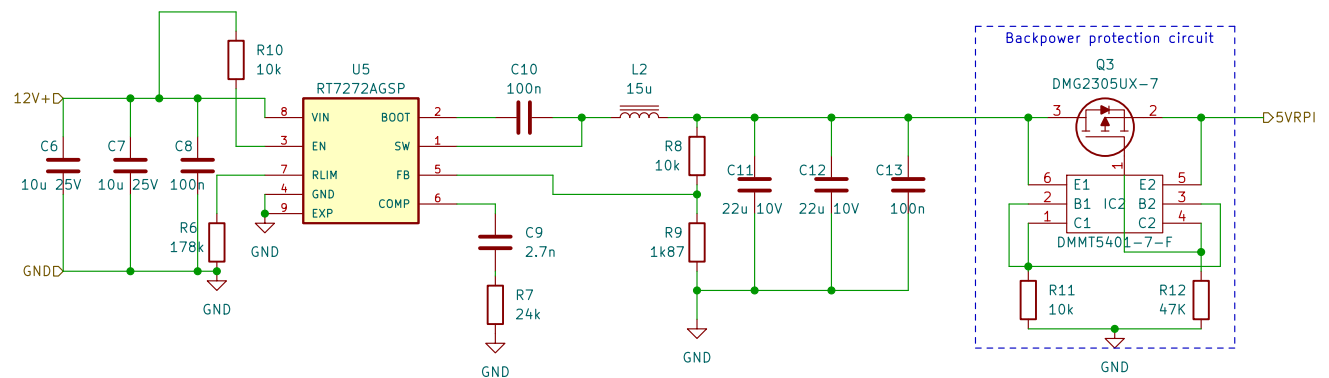 Backpower protection circuit
R10
10k
U5
RT7272AGSP
C10
100n
L2
15u
Q3
DMG2305UX-7
12V+
8 VIN
BOOT 2
3 EN
SW 1
7 RLIM
FB 5
4 GND
COMP 6
9 EXP
3
2
1
5VRPI
C6
10u 25V
C7
10u 25V
C8
100n
R8
10k
C11
22u 10V
C12
22u 10V
C13
100n
6 E1
E2 5
2 B1
IC2
B2 3
1 C1
C2 4
DMMT5401-7-F
R6
178k
GND
C9
2.7n
R9
1k87
GND
GND
R7
24k
R11
10k
R12
47K
GND
GND
GND
GND